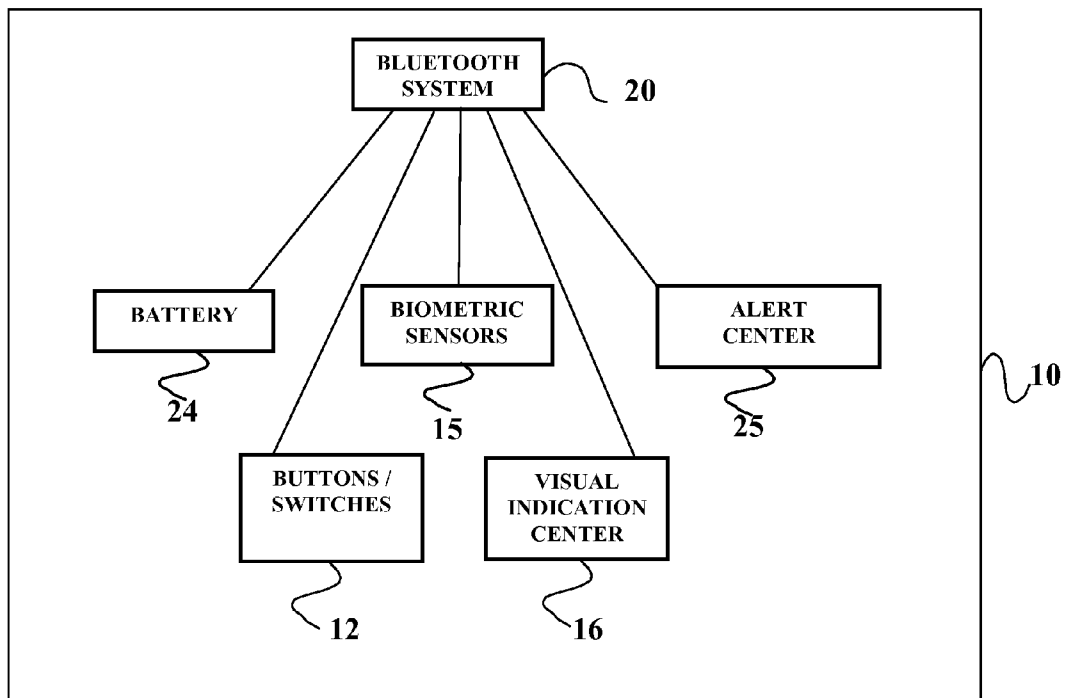 BLUETOOTH
SYSTEM
20
BATTERY
24
BIOMETRIC
SENSORS
15
ALERT
CENTER
25
10
BUTTONS /
SWITCHES
12
VISUAL
INDICATION
CENTER
16